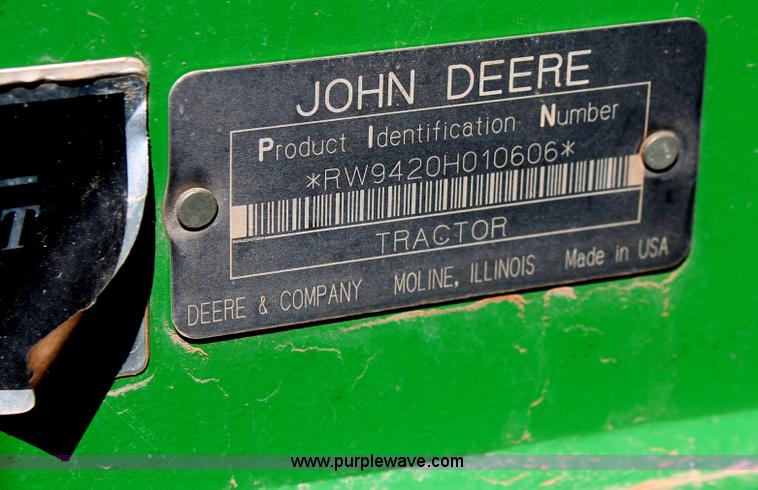 JOHN DEERE
Product Identification Number
*RW9420H010606*
TRACTOR
DEERE & COMPANY MOLINE, ILLINOIS Made in USA
T
www.purplewave.com